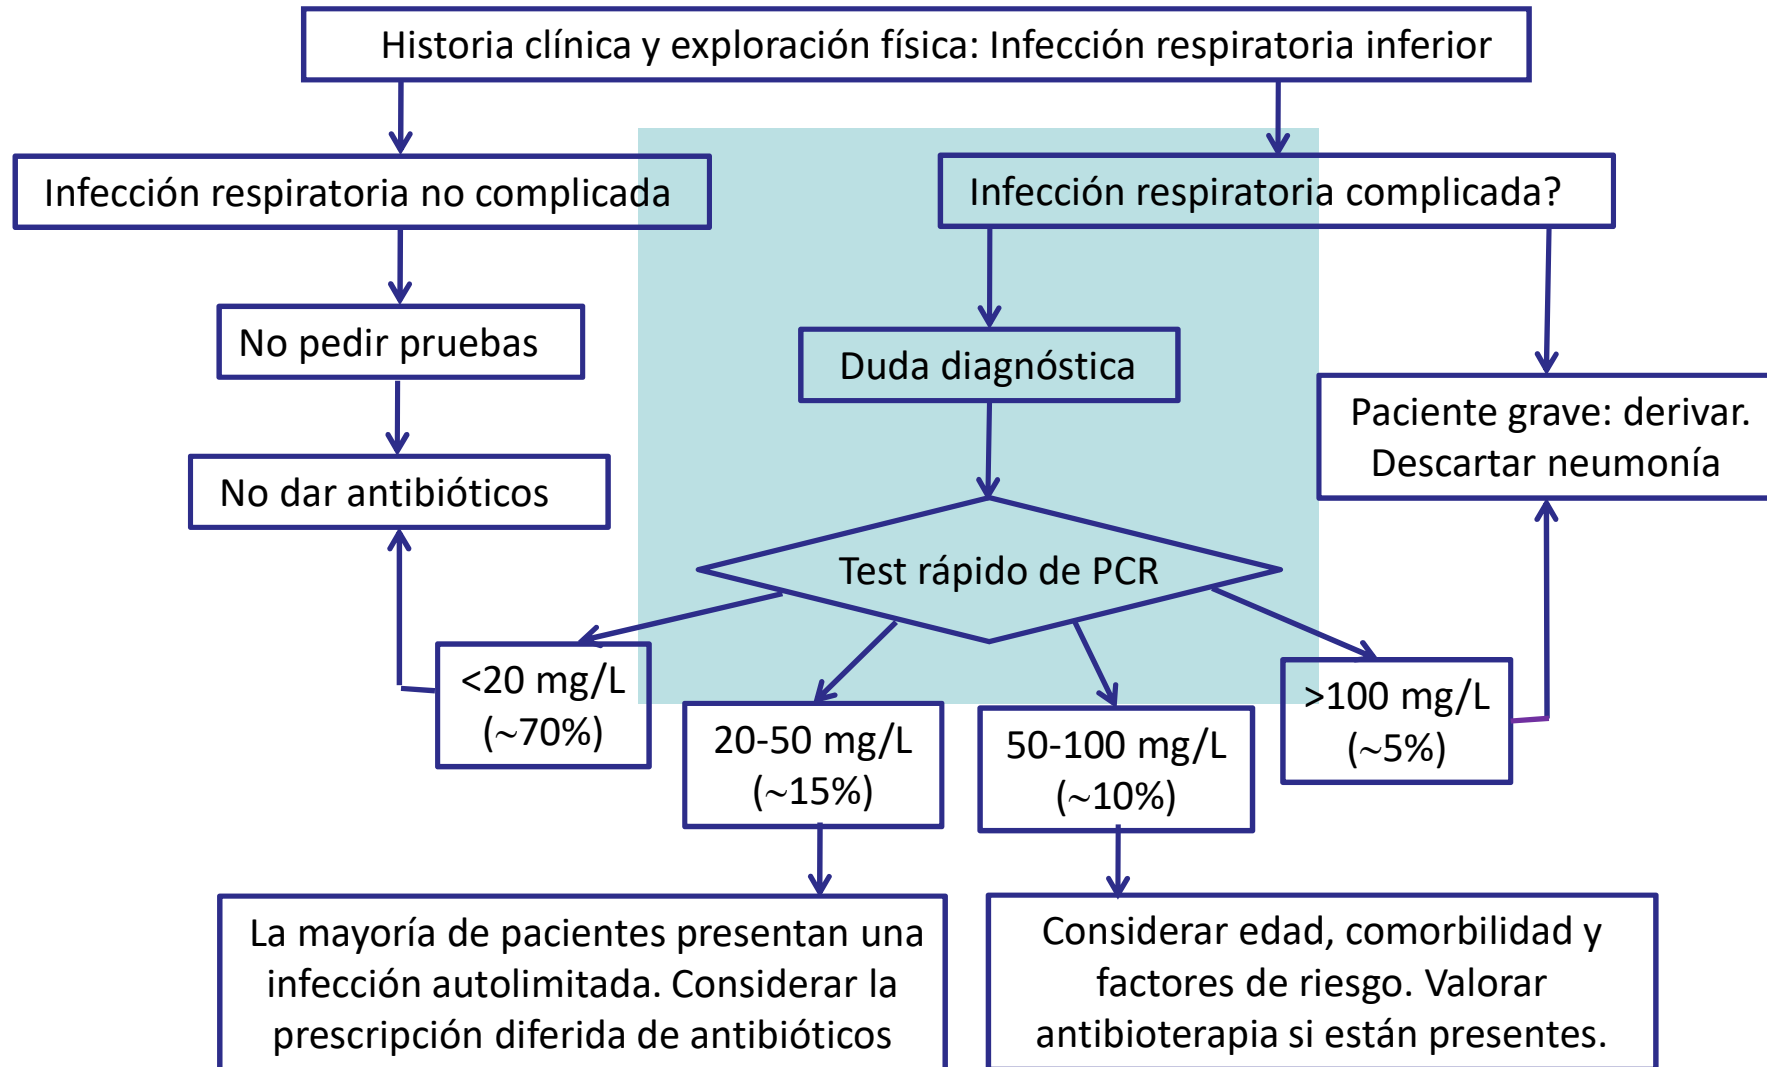 Historia clínica y exploración física: Infección respiratoria inferior
Infección respiratoria no complicada
Infección respiratoria complicada?
No pedir pruebas
Duda diagnóstica
Paciente grave: derivar.
Descartar neumonía
No dar antibióticos
Test rápido de PCR
<20 mg/L
(~70%)
20-50 mg/L
(~15%)
50-100 mg/L
(~10%)
>100 mg/L
(~5%)
La mayoría de pacientes presentan una
infección autolimitada. Considerar la
prescripción diferida de antibióticos
Considerar edad, comorbilidad y
factores de riesgo. Valorar
antibioterapia si están presentes.